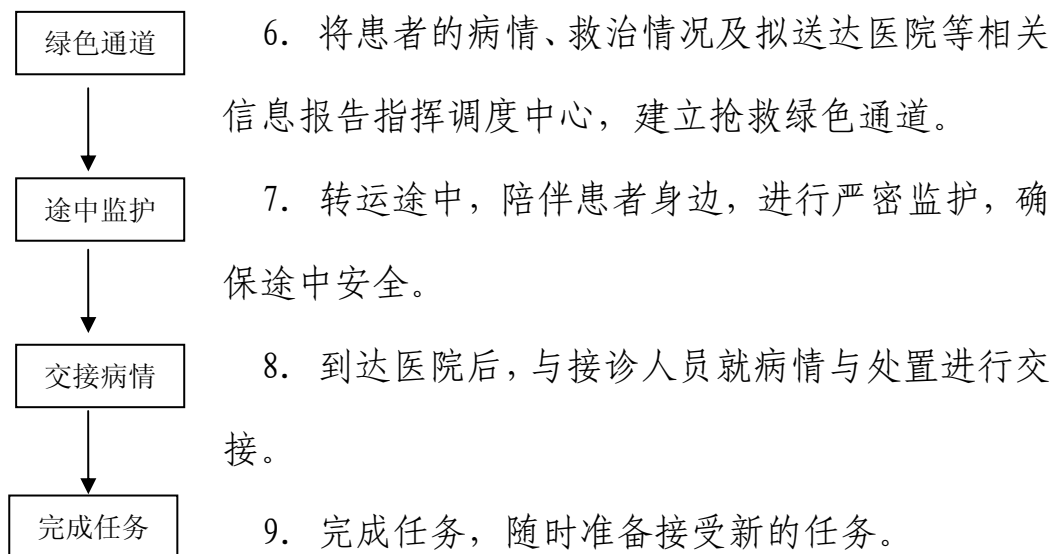 绿色通道
6. 将患者的病情、救治情况及拟送达医院等相关
信息报告指挥调度中心，建立抢救绿色通道。
途中监护
7. 转运途中，陪伴患者身边，进行严密监护，确
保途中安全。
交接病情
8. 到达医院后，与接诊人员就病情与处置进行交
接。
完成任务
9. 完成任务，随时准备接受新的任务。